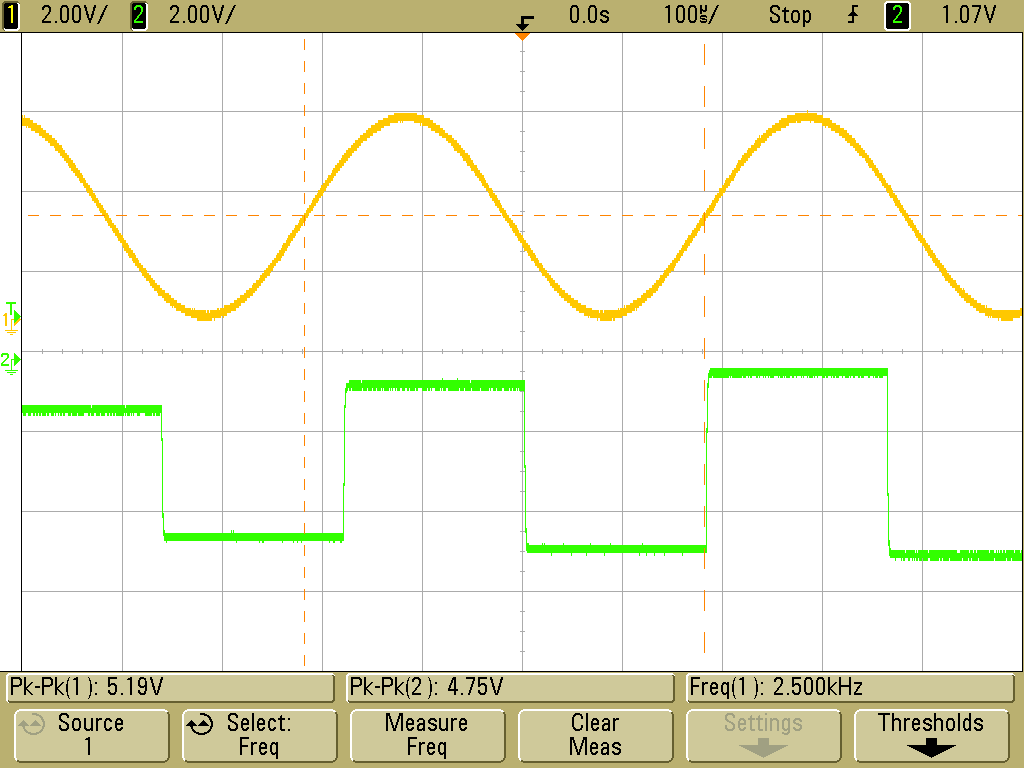 1 2.00V/ 2 2.00V/ 0.0s 100µs/ Stop 2 1.07V
T
1
2
Pk-Pk(1): 5.19V Pk-Pk(2): 4.75V Freq(1): 2.500kHz
Source Select: Measure Clear Settings Thresholds
1 Freq Freq Meas